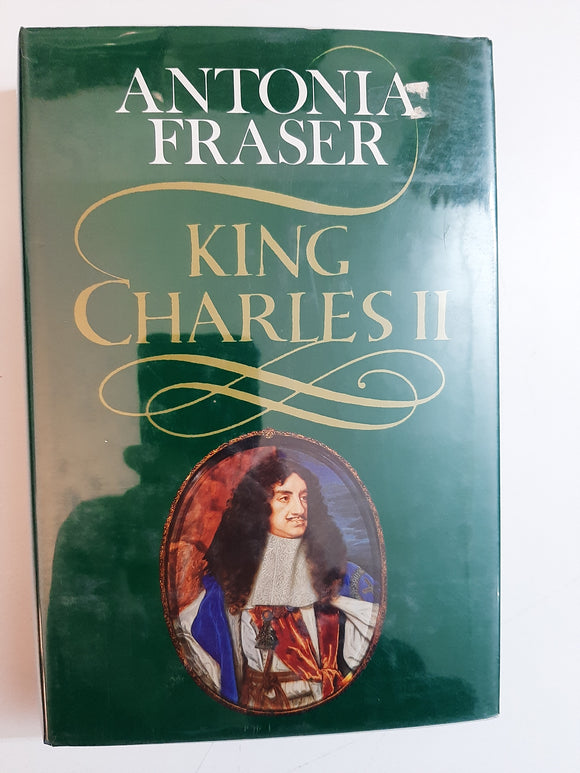 ANTONIA
FRASER
KING
CHARLES II